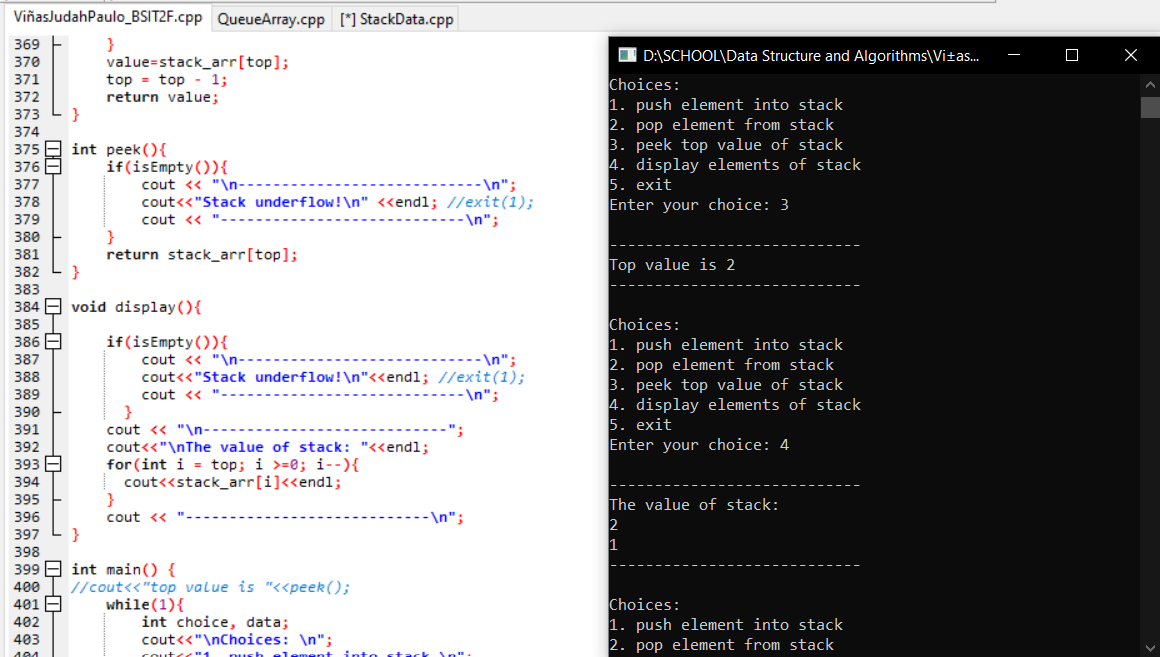 ViñasJudahPaulo_BSIT2F.cpp QueueArray.cpp [*] StackData.cpp
369 }
370 value=stack_arr[top];
371 top = top - 1;
372 return value;
373 }
374
375 int peek(){
376 if(isEmpty()){
377 cout << "\n---------------------------\n";
378 cout<<"Stack underflow!\n" <<endl; //exit(1);
379 cout << "---------------------------\n";
380 }
381 return stack_arr[top];
382 }
383
384 void display(){
385
386 if(isEmpty()){
387 cout << "\n---------------------------\n";
388 cout<<"Stack underflow!\n"<<endl; //exit(1);
389 cout << "---------------------------\n";
390 }
391 cout << "\n---------------------------";
392 cout<<"\nThe value of stack: "<<endl;
393 for(int i = top; i >=0; i--){
394 cout<<stack_arr[i]<<endl;
395 }
396 cout << "---------------------------\n";
397 }
398
399 int main() {
400 //cout<<"top value is "<<peek();
401 while(1){
402 int choice, data;
403 cout<<"\nChoices: \n";
404 cout<<"1. push element into stack \n";
D:\SCHOOL\Data Structure and Algorithms\Vi±as...
Choices:
1. push element into stack
2. pop element from stack
3. peek top value of stack
4. display elements of stack
5. exit
Enter your choice: 3
----------------------------
Top value is 2
----------------------------
Choices:
1. push element into stack
2. pop element from stack
3. peek top value of stack
4. display elements of stack
5. exit
Enter your choice: 4
----------------------------
The value of stack:
2
1
----------------------------
Choices:
1. push element into stack
2. pop element from stack